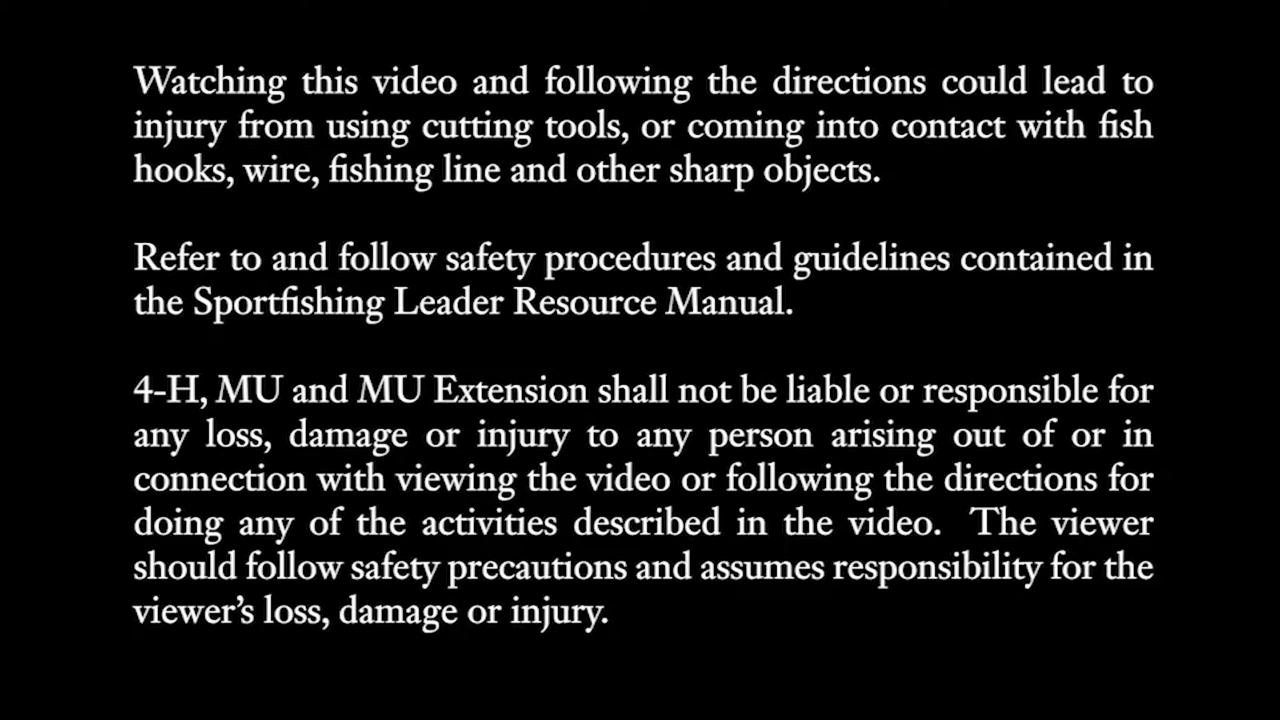 Watching this video and following the directions could lead to
injury from using cutting tools, or coming into contact with fish
hooks, wire, fishing line and other sharp objects.
Refer to and follow safety procedures and guidelines contained in
the Sportfishing Leader Resource Manual.
4-H, MU and MU Extension shall not be liable or responsible for
any loss, damage or injury to any person arising out of or in
connection with viewing the video or following the directions for
doing any of the activities described in the video.  The viewer
should follow safety precautions and assumes responsibility for the
viewer’s loss, damage or injury.